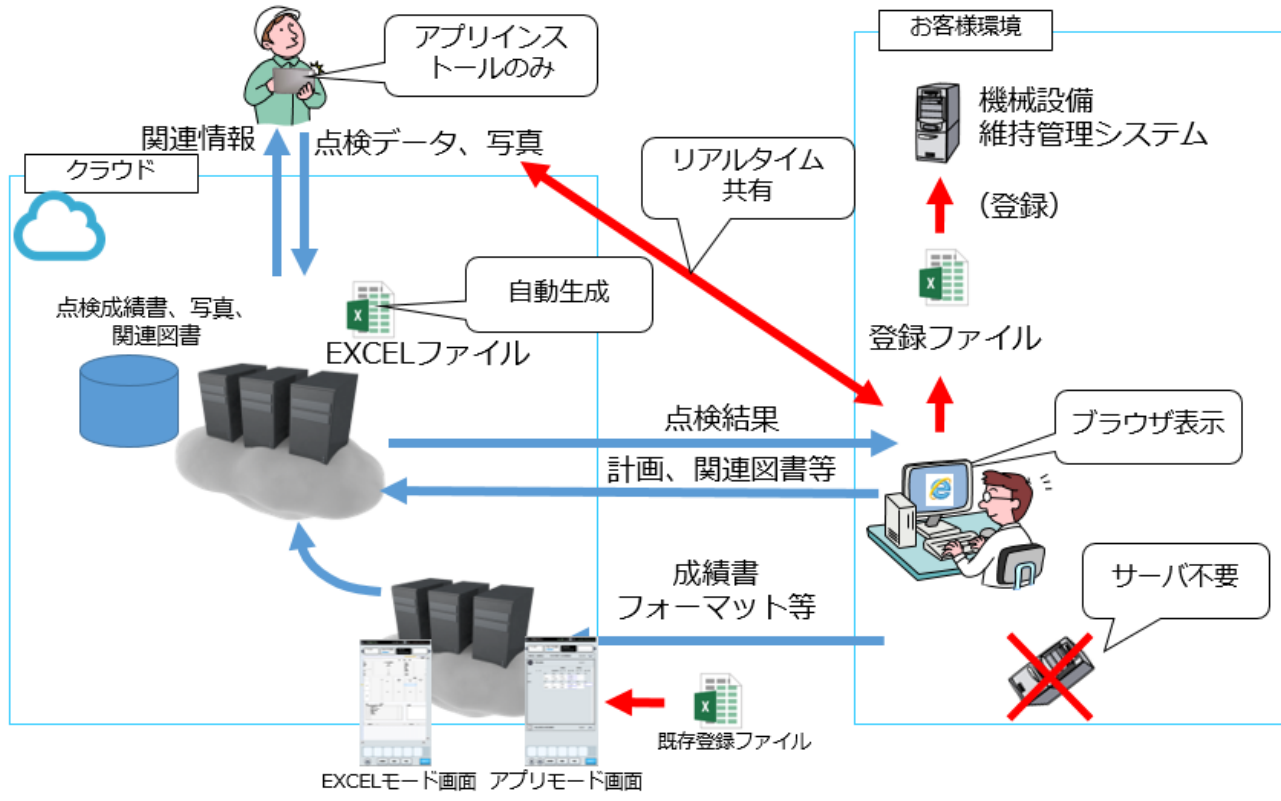 お客様環境
アプリインス
トールのみ
機械設備
維持管理システム
関連情報
点検データ、写真
リアルタイム
共有
クラウド
(登録)
自動生成
点検成績書、写真、
関連図書
EXCELファイル
登録ファイル
点検結果
ブラウザ表示
計画、関連図書等
成績書
フォーマット等
サーバ不要
既存登録ファイル
EXCELモード画面
アプリモード画面